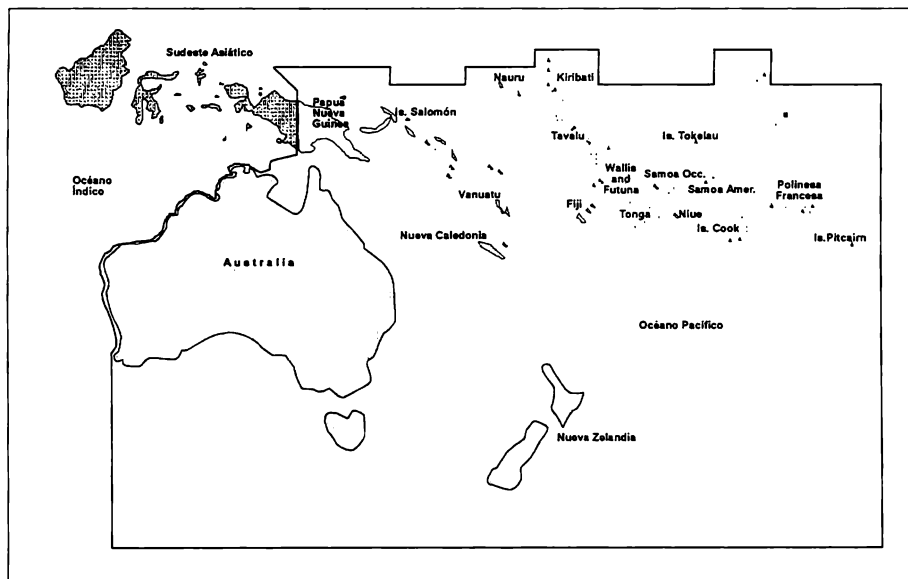 Sudeste Asiático
Nauru
Kiribati
Papua
Nueva
Guinea
Is. Salomón
Tavalu
Is. Tokelau
Océano
Índico
Wallis
and
Futuna
Samoa Occ.
Samoa Amer.
Polinesa
Francesa
Vanuatu
Fiji
Tonga
Niue
Is. Cook
Nueva Caledonia
Is.Pitcairn
Australia
Océano Pacífico
Nueva Zelandia